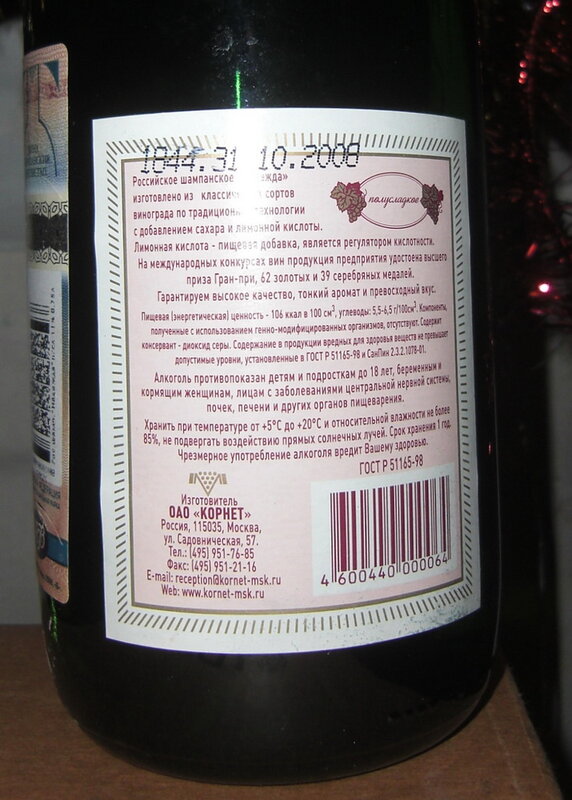 1844.31 10.2008
Российское шампанское ежда»
изготовлено из классич сортов
винограда по традицион ехнологии
с добавлением сахара и лимонной кислоты.
полусладкое
Лимонная кислота - пищевая добавка, является регулятором кислотности.
На международных конкурсах вин продукция предприятия удостоена высшего
приза Гран-при, 62 золотых и 39 серебряных медалей.
Гарантируем высокое качество, тонкий аромат и превосходный вкус.
Пищевая (энергетическая) ценность - 106 ккал в 100 см³, углеводы: 5,5-6,5 г/100см³. Компоненты,
полученные с использованием генно-модифицированных организмов, отсутствуют. Содержит
консервант - диоксид серы. Содержание в продукции вредных для здоровья веществ не превышает
допустимые уровни, установленные в ГОСТ Р 51165-98 и СанПин 2.3.2.1078-01.
Алкоголь противопоказан детям и подросткам до 18 лет, беременным и
кормящим женщинам, лицам с заболеваниями центральной нервной системы,
почек, печени и других органов пищеварения.
Хранить при температуре от +5°С до +20°С и относительной влажности не более
85%, не подвергать воздействию прямых солнечных лучей. Срок хранения 1 год.
Чрезмерное употребление алкоголя вредит Вашему здоровью.
ГОСТ Р 51165-98
Изготовитель
ОАО «КОРНЕТ»
Россия, 115035, Москва,
ул. Садовническая, 57.
Тел.: (495) 951-76-85
Факс: (495) 951-21-16
E-mail: reception@kornet-msk.ru
Web: www.kornet-msk.ru
4 600440 000064